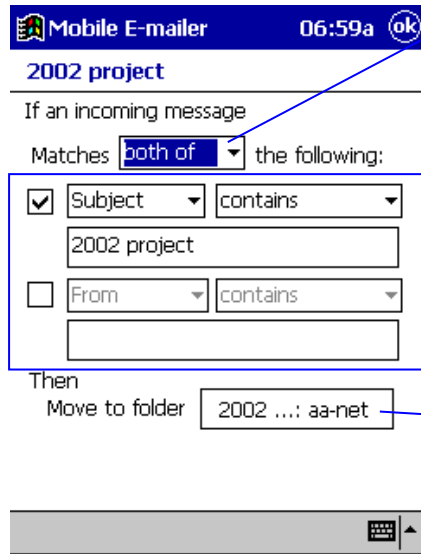 Mobile E-mailer 06:59a ok
2002 project
If an incoming message
Matches both of the following:
Subject contains
2002 project
From contains
Then
Move to folder 2002 ...: aa-net